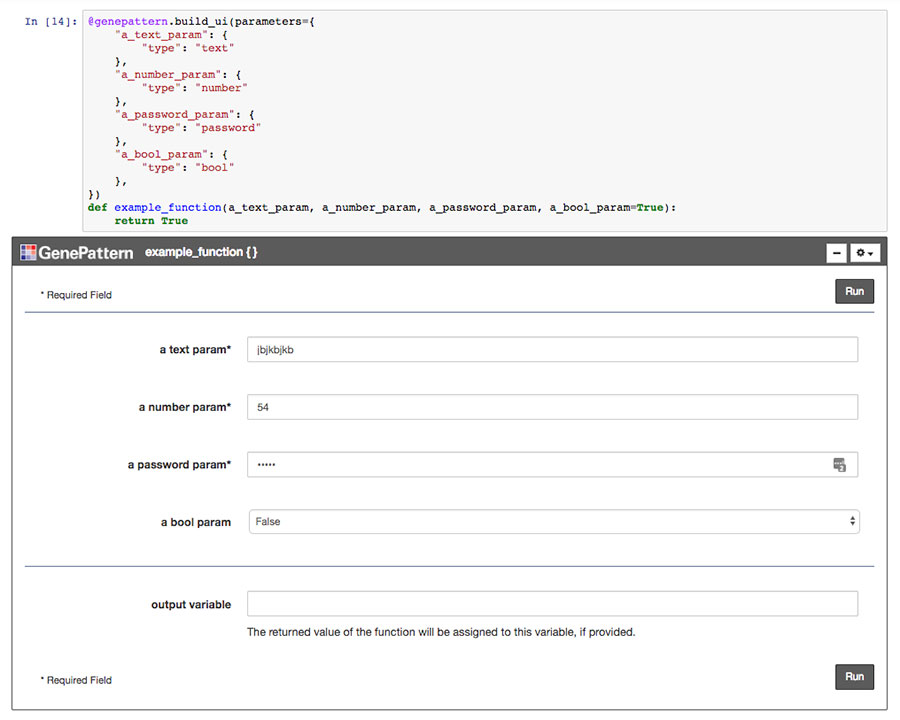 In [14]: @genepattern.build_ui(parameters={
"a_text_param": {
"type": "text"
},
"a_number_param": {
"type": "number"
},
"a_password_param": {
"type": "password"
},
"a_bool_param": {
"type": "bool"
},
})
def example_function(a_text_param, a_number_param, a_password_param, a_bool_param=True):
return True
GenePattern example_function {}
* Required Field Run
a text param* jbjkbjkb
a number param* 54
a password param* •••••
a bool param False
output variable
The returned value of the function will be assigned to this variable, if provided.
* Required Field Run